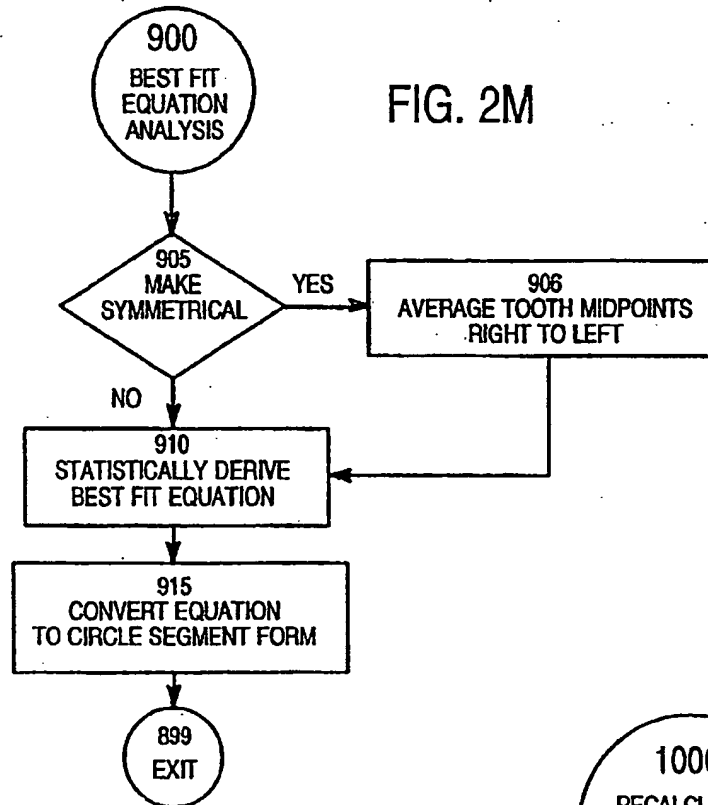 900
BEST FIT
EQUATION
ANALYSIS
FIG. 2M
905
MAKE
SYMMETRICAL
YES
906
AVERAGE TOOTH MIDPOINTS
RIGHT TO LEFT
NO
910
STATISTICALLY DERIVE
BEST FIT EQUATION
915
CONVERT EQUATION
TO CIRCLE SEGMENT FORM
899
EXIT